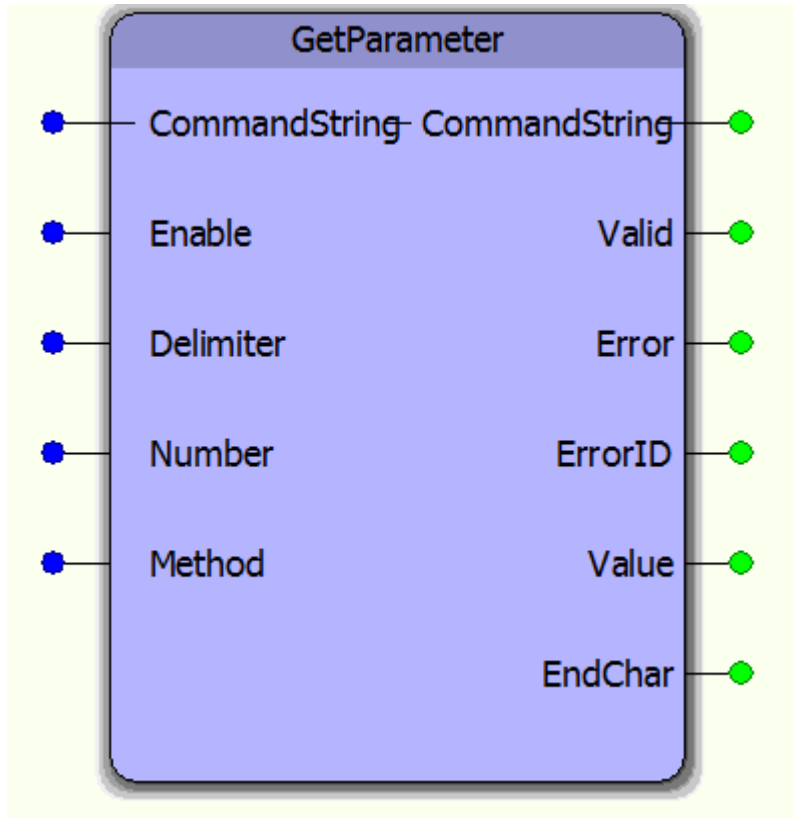 GetParameter
CommandString CommandString
Enable Valid
Delimiter Error
Number ErrorID
Method Value
EndChar